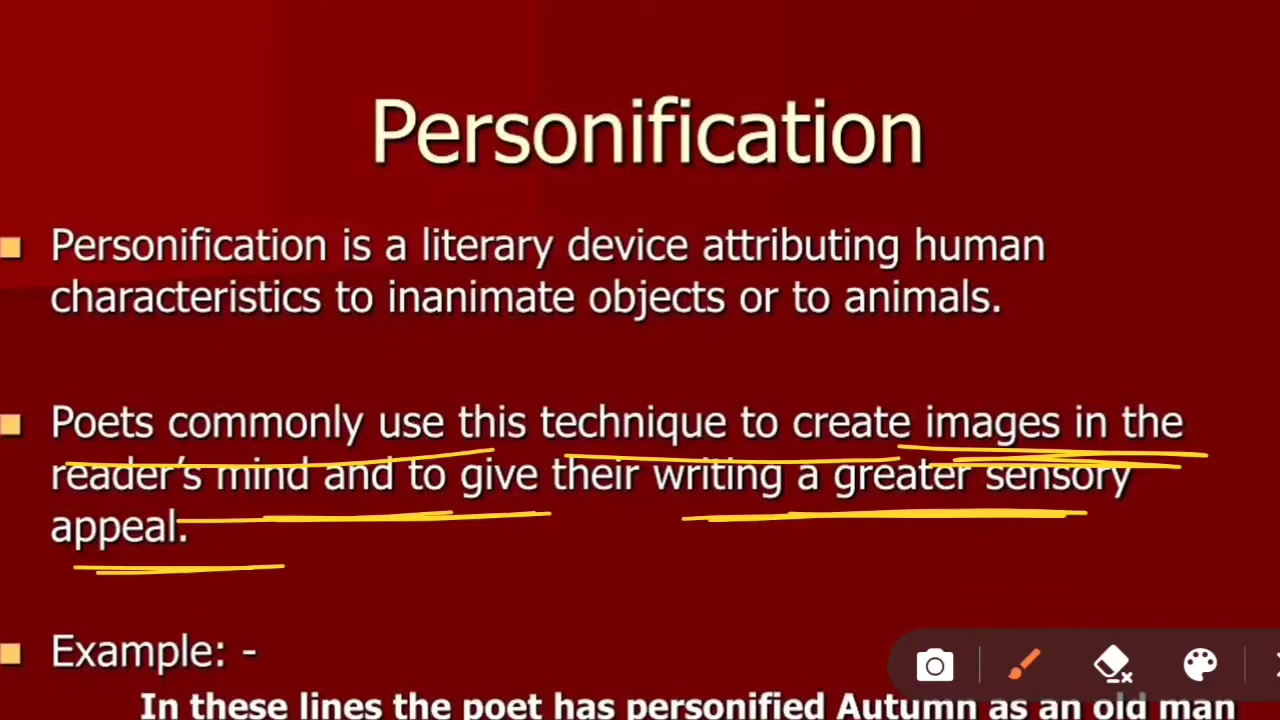 Personification
Personification is a literary device attributing human
characteristics to inanimate objects or to animals.
Poets commonly use this technique to create images in the
reader’s mind and to give their writing a greater sensory
appeal.
Example: -
In these lines the poet has personified Autumn as an old man